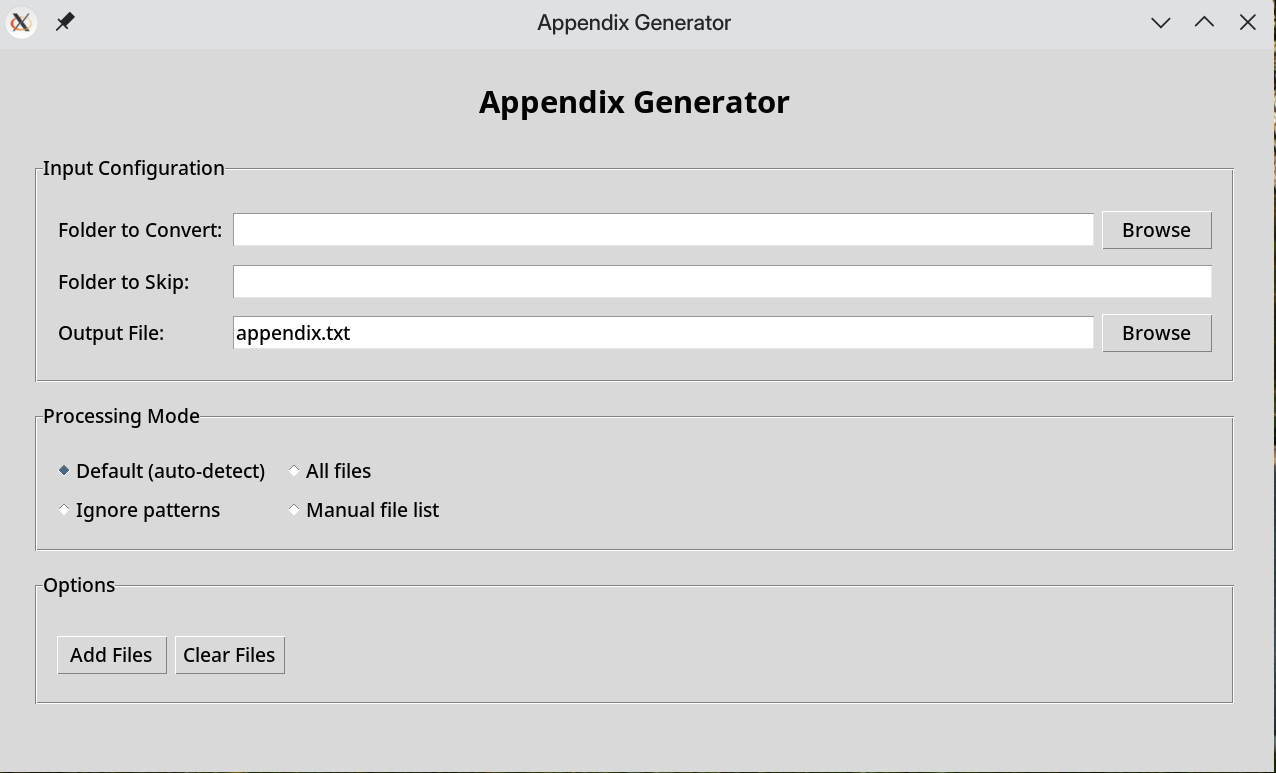 Appendix Generator
Appendix Generator
Input Configuration
Folder to Convert: Browse
Folder to Skip:
Output File: appendix.txt Browse
Processing Mode
Default (auto-detect) All files
Ignore patterns Manual file list
Options
Add Files Clear Files